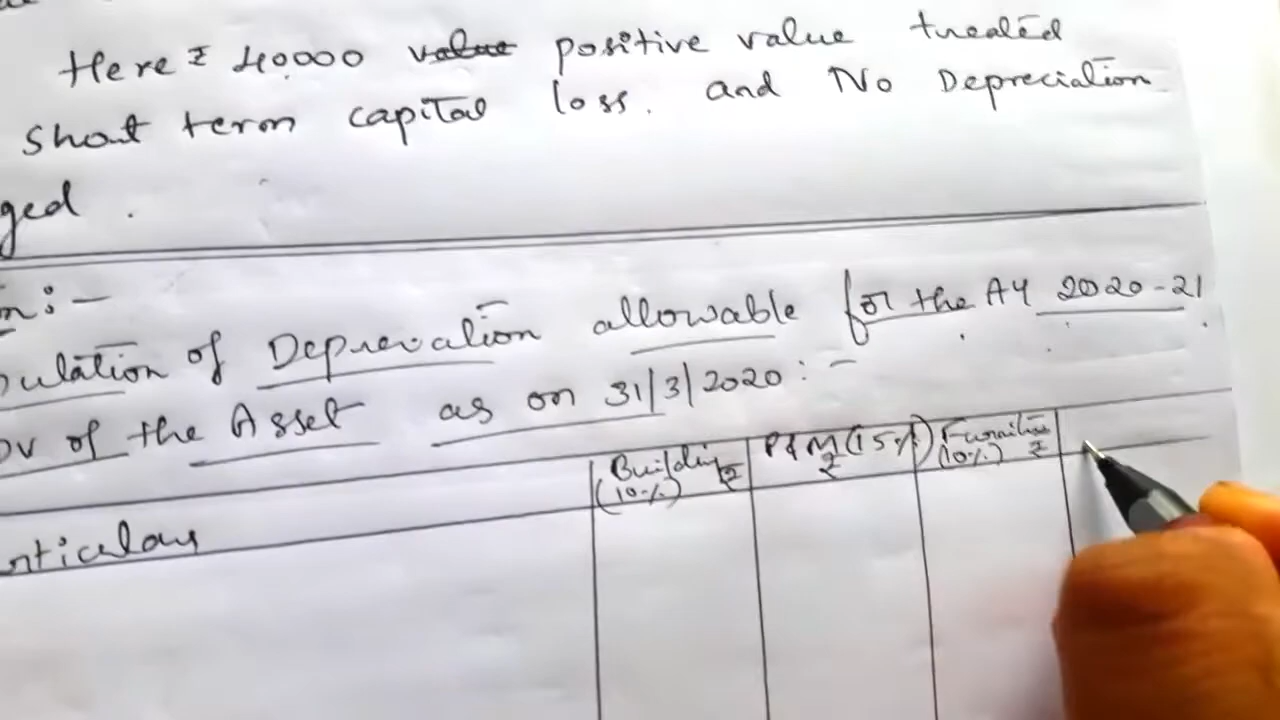 Here ₹ 40000 value positive value treated
short term capital loss. and No Depreciation
ged.
n:-
ulation of Depreciation allowable for the AY 2020-21
DV of the Asset as on 31/3/2020:-
rticulars Building ₹ (10%) P&M (15%) ₹ Furniture (10%) ₹